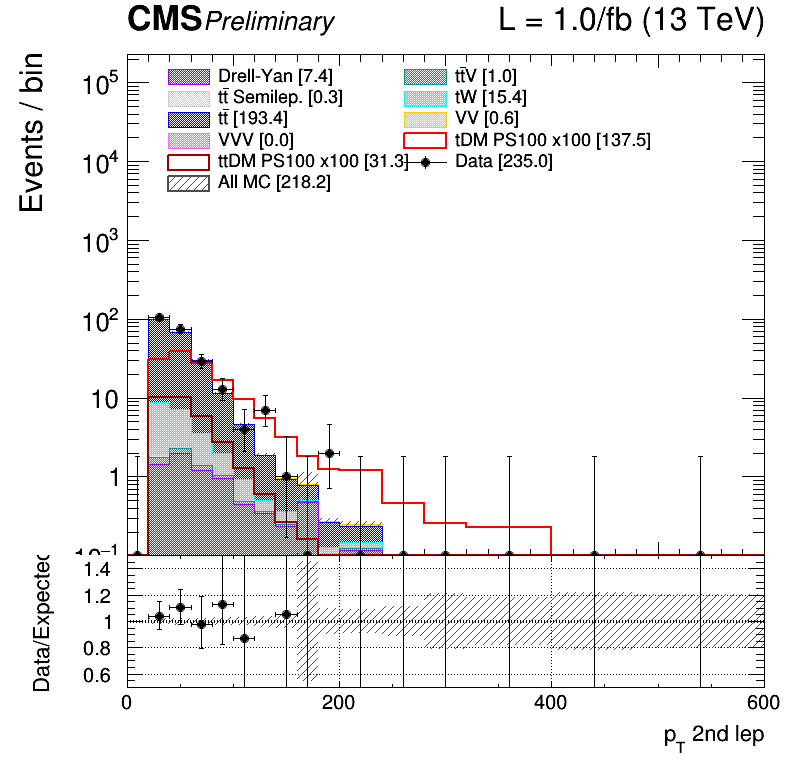 CMS Preliminary L = 1.0/fb (13 TeV)
Events / bin
Drell-Yan [7.4]
tt̄V [1.0]
tt̄ Semilep. [0.3]
tW [15.4]
tt̄ [193.4]
VV [0.6]
VVV [0.0]
tDM PS100 x100 [137.5]
ttDM PS100 x100 [31.3]
Data [235.0]
All MC [218.2]
10⁵
10⁴
10³
10²
10
1
10⁻¹
Data/Expected
1.4
1.2
1
0.8
0.6
0 200 400 600
p_T 2nd lep